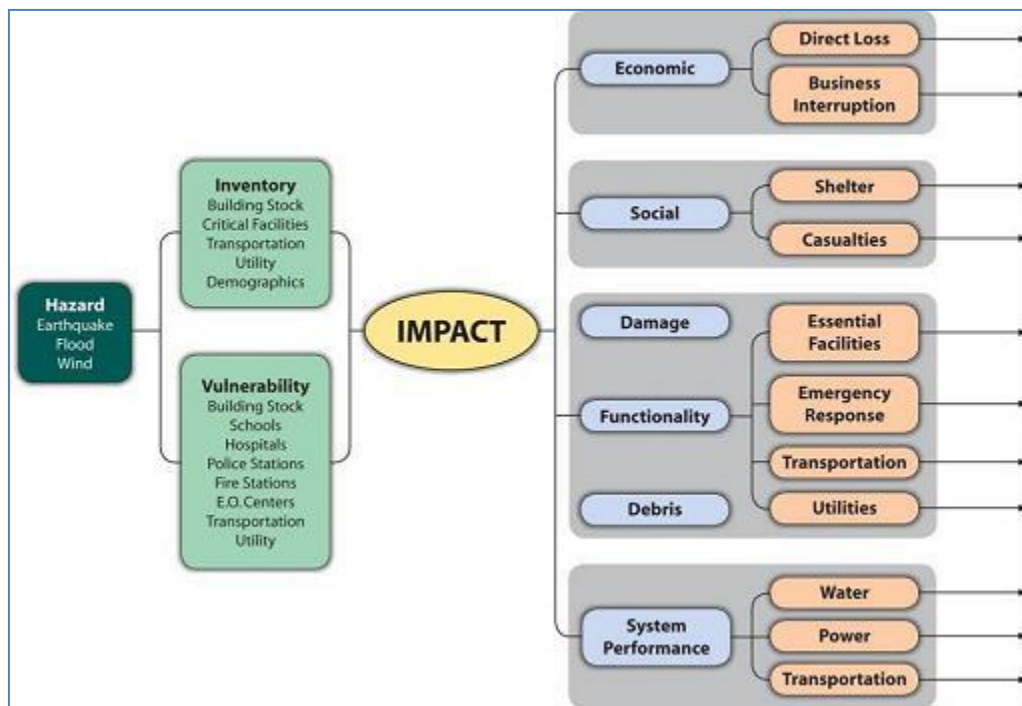 Hazard
Earthquake
Flood
Wind
Inventory
Building Stock
Critical Facilities
Transportation
Utility
Demographics
Vulnerability
Building Stock
Schools
Hospitals
Police Stations
Fire Stations
E.O. Centers
Transportation
Utility
IMPACT
Economic
Direct Loss
Business
Interruption
Social
Shelter
Casualties
Damage
Functionality
Debris
Essential
Facilities
Emergency
Response
Transportation
Utilities
System
Performance
Water
Power
Transportation